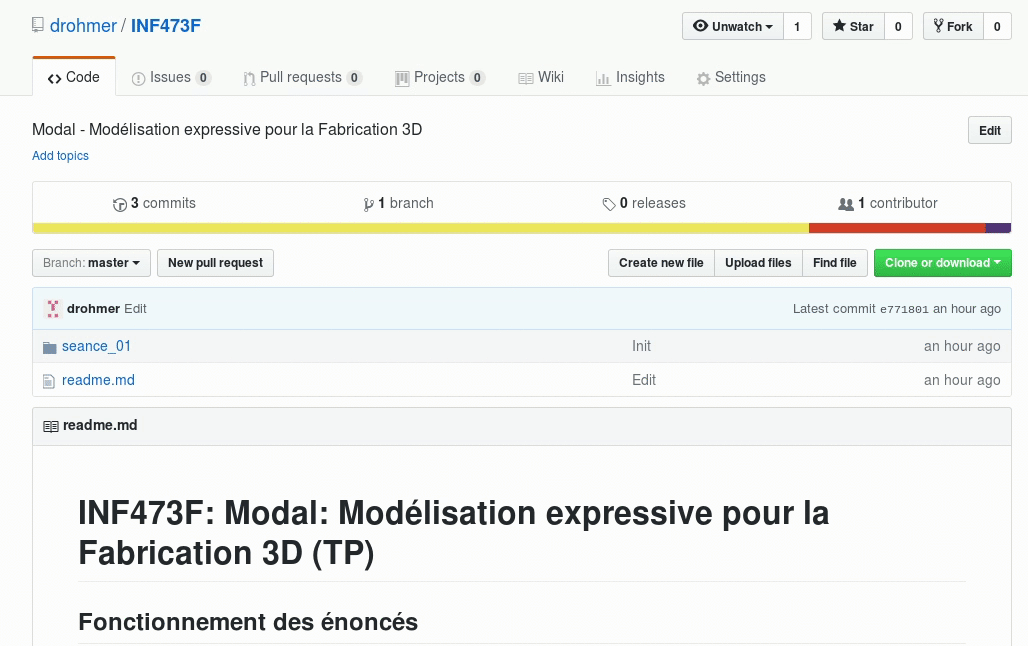 drohmer / INF473F
Unwatch 1 Star 0 Fork 0
Code Issues 0 Pull requests 0 Projects 0 Wiki Insights Settings
Modal - Modélisation expressive pour la Fabrication 3D
Edit
Add topics
3 commits 1 branch 0 releases 1 contributor
Branch: master New pull request Create new file Upload files Find file Clone or download
drohmer Edit Latest commit e771801 an hour ago
seance_01 Init an hour ago
readme.md Edit an hour ago
readme.md
INF473F: Modal: Modélisation expressive pour la
Fabrication 3D (TP)
Fonctionnement des énoncés